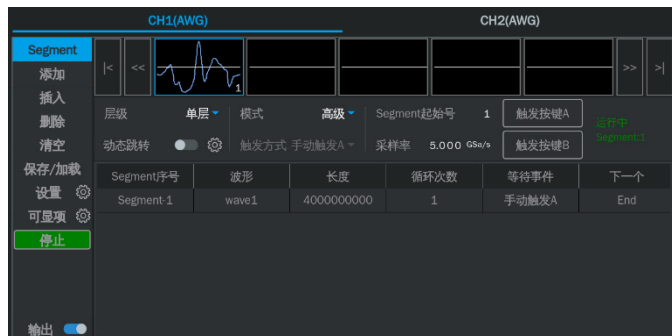 CH1(AWG) CH2(AWG)
Segment
添加
插入
删除
清空
保存/加载
设置
可显项
停止
输出
|< << 1 >> >|
层级 单层 模式 高级 Segment起始号 1 触发按键A
动态跳转 触发方式 手动触发A 采样率 5.000 GSa/s 触发按键B
运行中
Segment:1
Segment序号 波形 长度 循环次数 等待事件 下一个
Segment-1 wave1 4000000000 1 手动触发A End